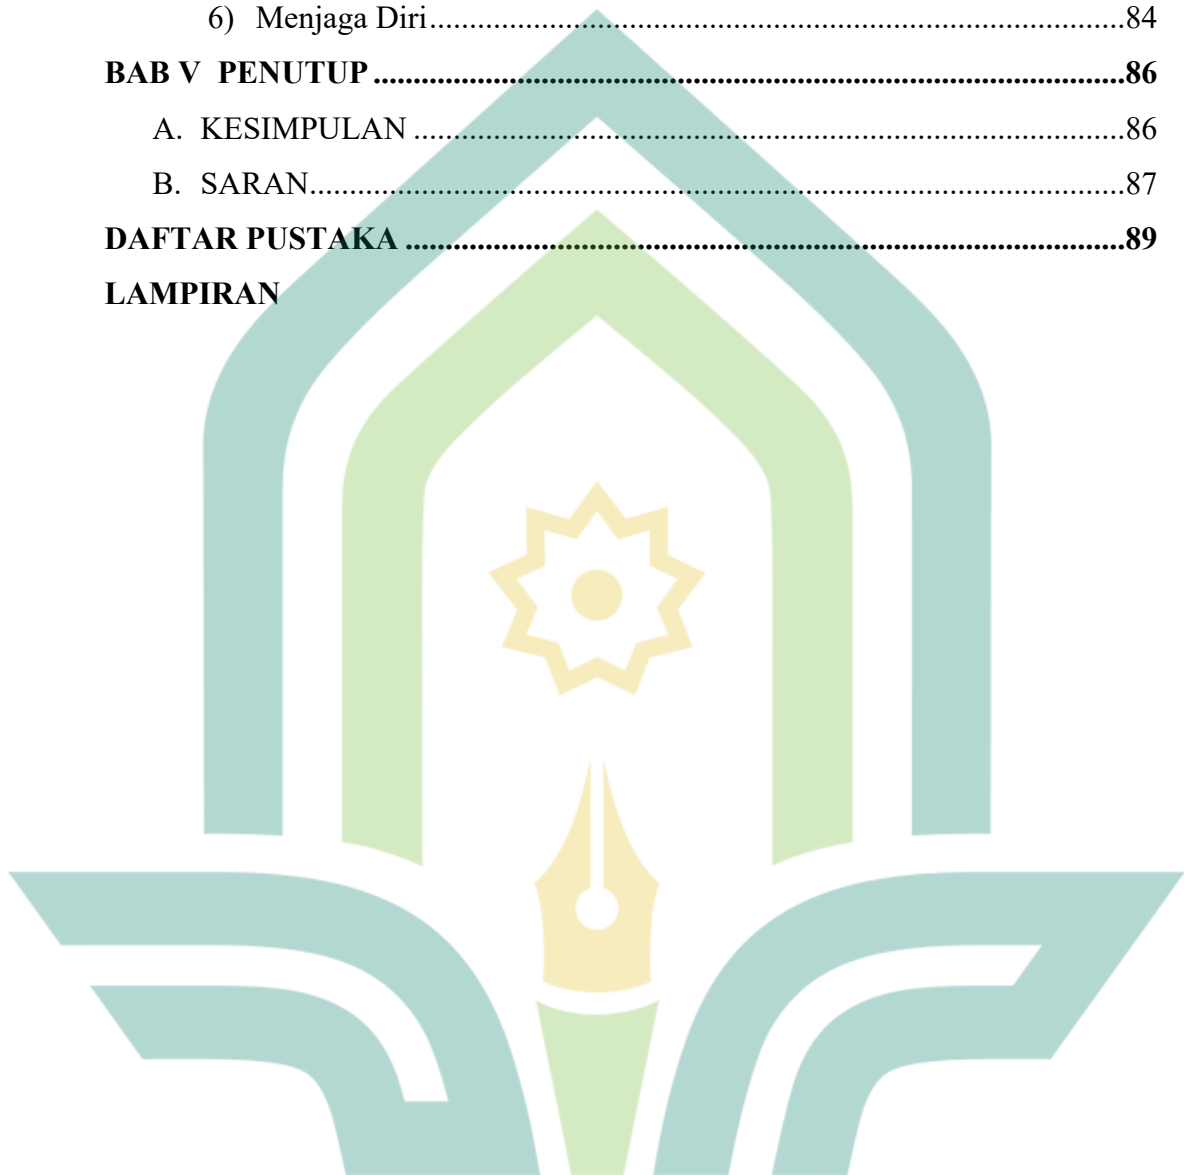 6) Menjaga Diri....................................................................................84
BAB V PENUTUP............................................................................................86
A. KESIMPULAN.......................................................................................86
B. SARAN...................................................................................................87
DAFTAR PUSTAKA........................................................................................89
LAMPIRAN